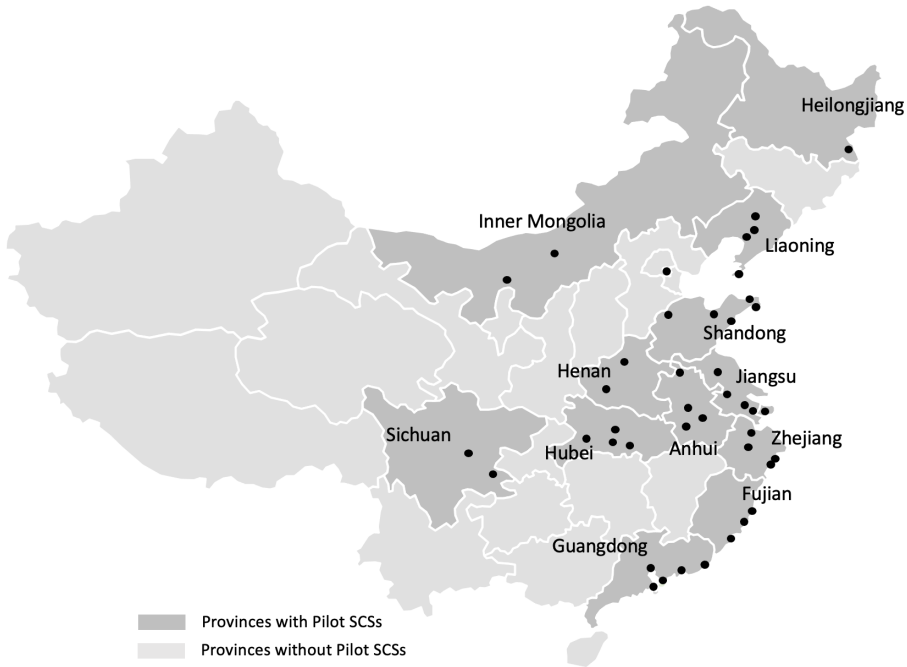 Heilongjiang
Inner Mongolia
Liaoning
Shandong
Henan
Jiangsu
Sichuan
Hubei
Anhui
Zhejiang
Fujian
Guangdong
Provinces with Pilot SCSs
Provinces without Pilot SCSs